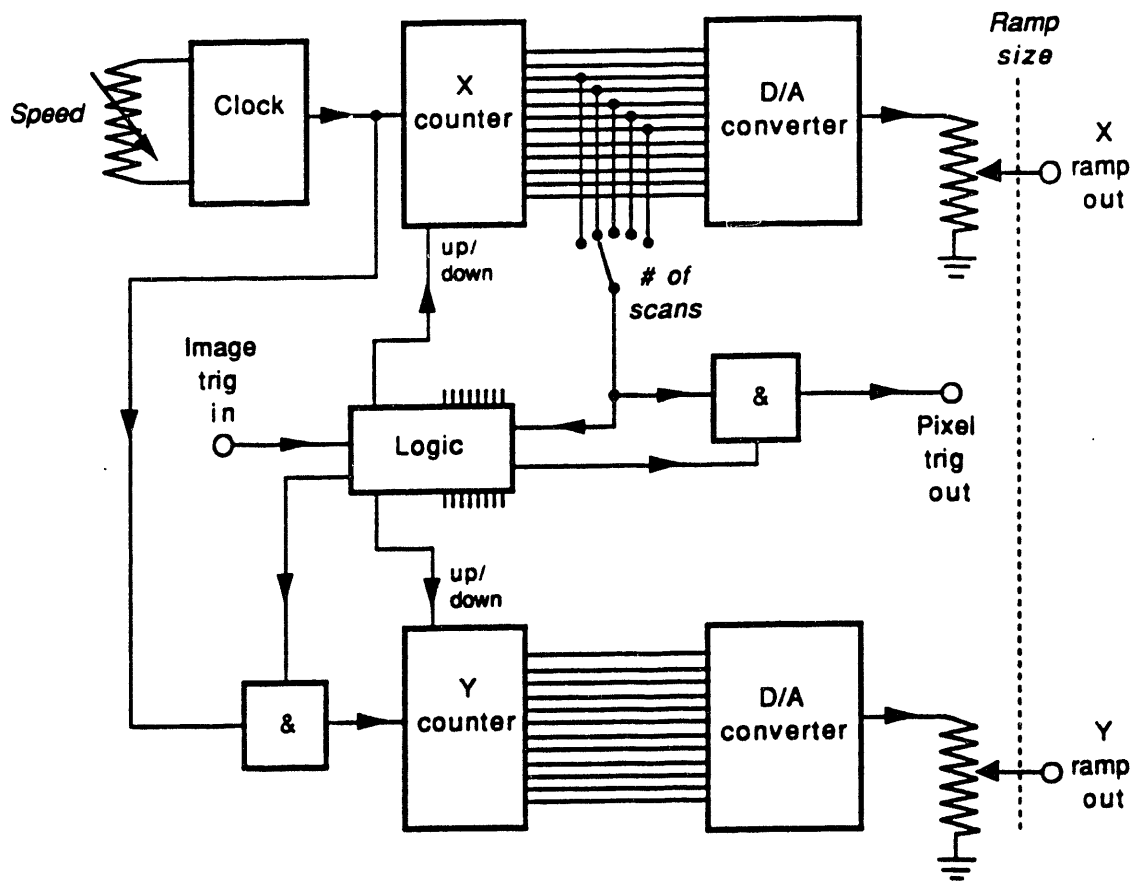 Ramp
size
Speed
Clock
X
counter
D/A
converter
X
ramp
out
up/
down
# of
scans
Image
trig
in
Logic
&
Pixel
trig
out
up/
down
&
Y
counter
D/A
converter
Y
ramp
out